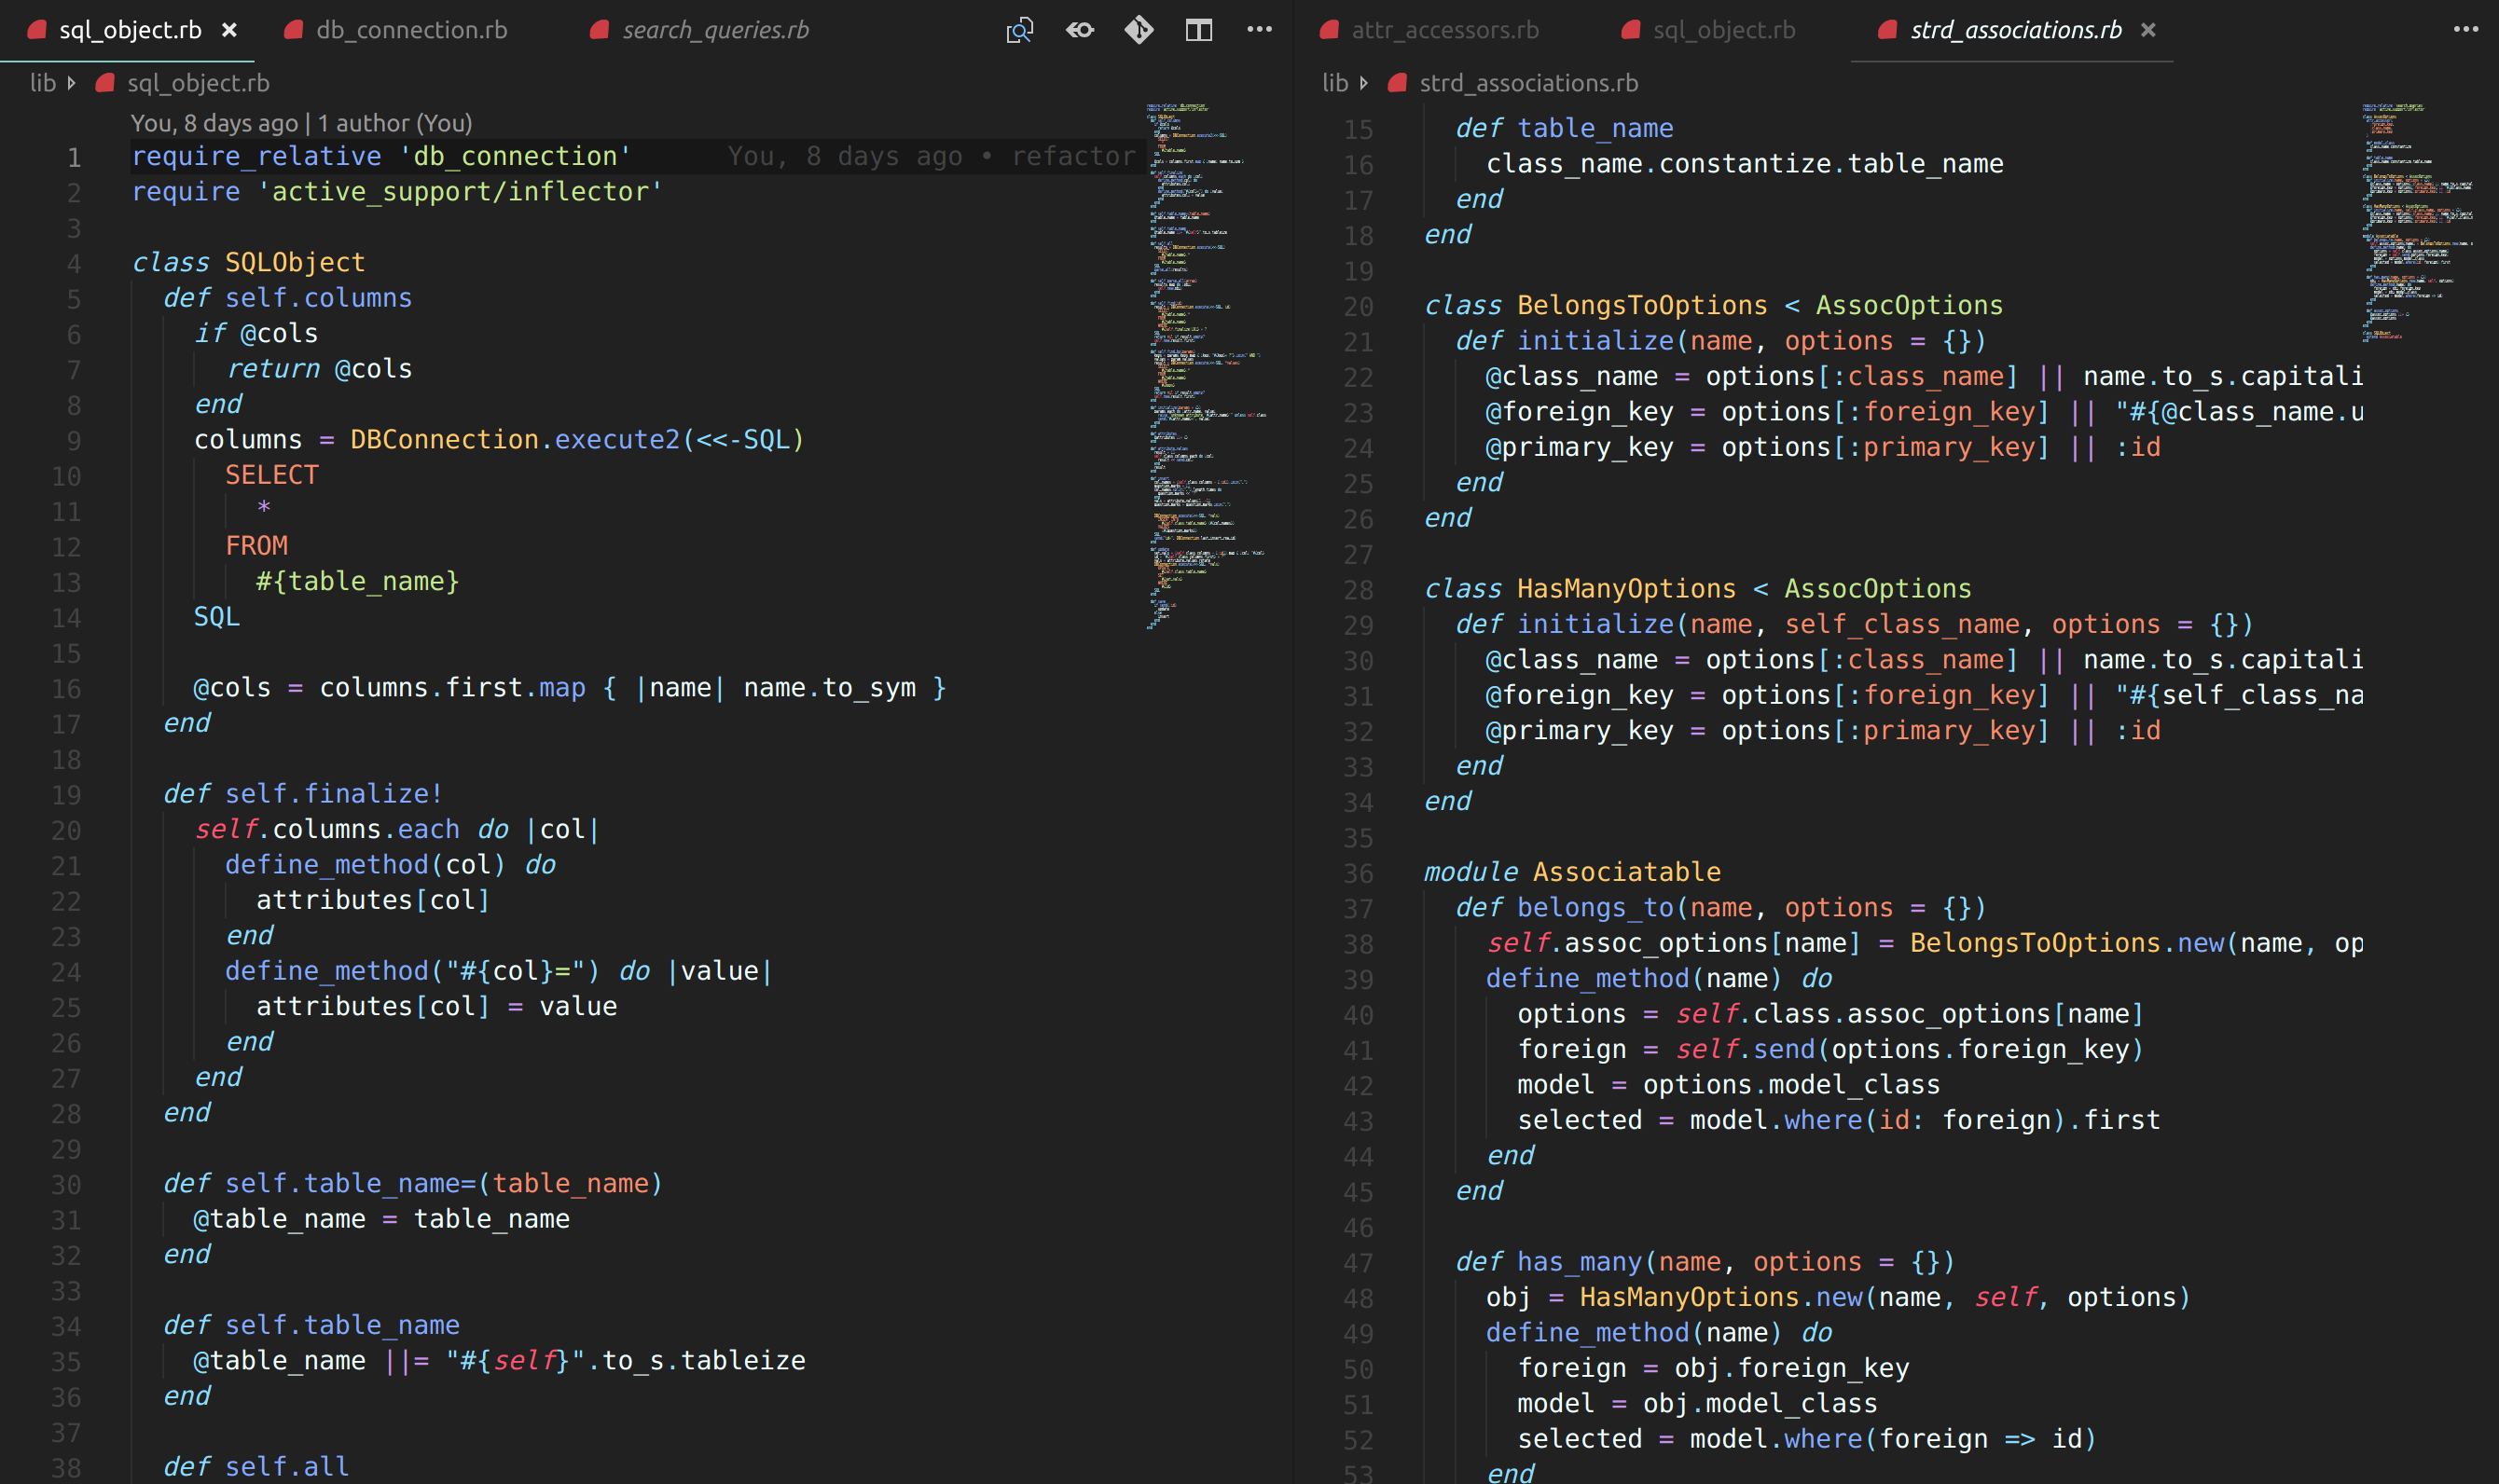 sql_object.rb × db_connection.rb search_queries.rb
lib sql_object.rb
You, 8 days ago | 1 author (You)
1 require_relative 'db_connection' You, 8 days ago • refactor
2 require 'active_support/inflector'
3
4 class SQLObject
5 def self.columns
6 if @cols
7 return @cols
8 end
9 columns = DBConnection.execute2(<<-SQL)
10 SELECT
11 *
12 FROM
13 #{table_name}
14 SQL
15
16 @cols = columns.first.map { |name| name.to_sym }
17 end
18
19 def self.finalize!
20 self.columns.each do |col|
21 define_method(col) do
22 attributes[col]
23 end
24 define_method("#{col}=") do |value|
25 attributes[col] = value
26 end
27 end
28 end
29
30 def self.table_name=(table_name)
31 @table_name = table_name
32 end
33
34 def self.table_name
35 @table_name ||= "#{self}".to_s.tableize
36 end
37
38 def self.all
attr_accessors.rb sql_object.rb strd_associations.rb ×
lib strd_associations.rb
15 def table_name
16 class_name.constantize.table_name
17 end
18 end
19
20 class BelongsToOptions < AssocOptions
21 def initialize(name, options = {})
22 @class_name = options[:class_name] || name.to_s.capitali
23 @foreign_key = options[:foreign_key] || "#{@class_name.u
24 @primary_key = options[:primary_key] || :id
25 end
26 end
27
28 class HasManyOptions < AssocOptions
29 def initialize(name, self_class_name, options = {})
30 @class_name = options[:class_name] || name.to_s.capitali
31 @foreign_key = options[:foreign_key] || "#{self_class_na
32 @primary_key = options[:primary_key] || :id
33 end
34 end
35
36 module Associatable
37 def belongs_to(name, options = {})
38 self.assoc_options[name] = BelongsToOptions.new(name, op
39 define_method(name) do
40 options = self.class.assoc_options[name]
41 foreign = self.send(options.foreign_key)
42 model = options.model_class
43 selected = model.where(id: foreign).first
44 end
45 end
46
47 def has_many(name, options = {})
48 obj = HasManyOptions.new(name, self, options)
49 define_method(name) do
50 foreign = obj.foreign_key
51 model = obj.model_class
52 selected = model.where(foreign => id)
53 end